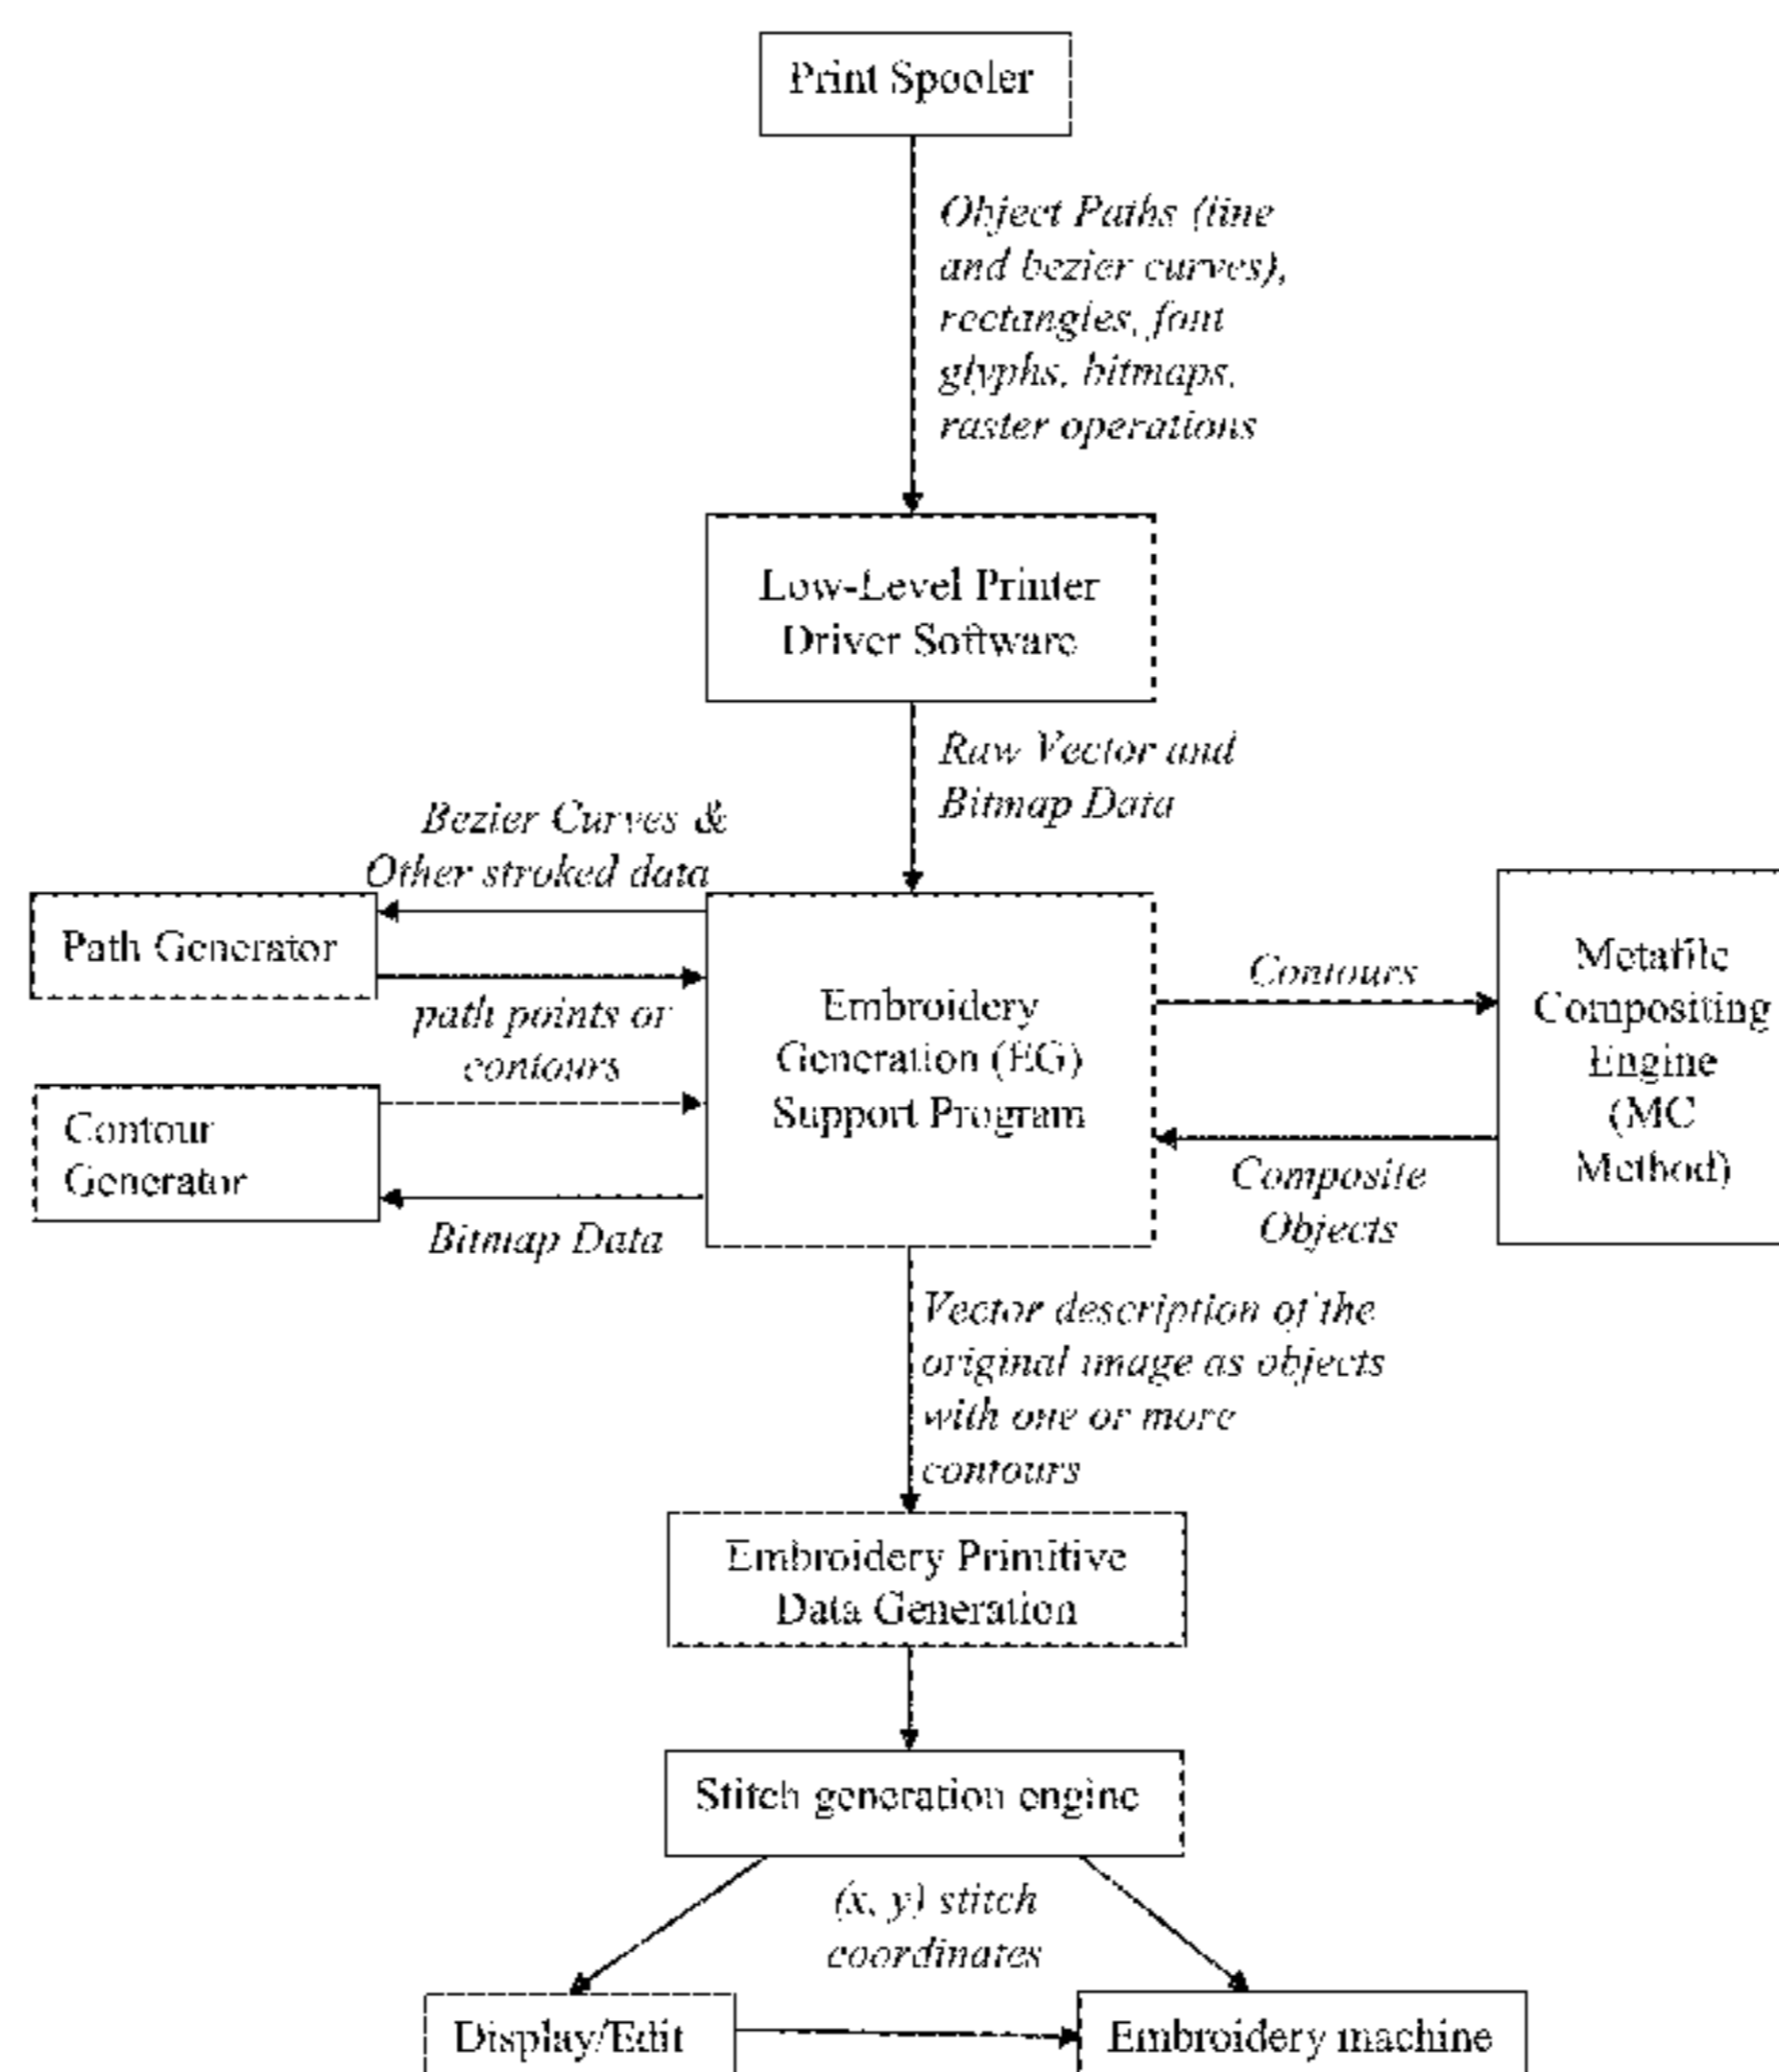 Print Spooler
Object Paths (line
and bezier curves),
rectangles, font
glyphs, bitmaps,
raster operations
Low-Level Printer
Driver Software
Raw Vector and
Bitmap Data
Bezier Curves &
Other stroked data
Path Generator
path points or
contours
Contour
Generator
Bitmap Data
Embroidery
Generation (EG)
Support Program
Contours
Composite
Objects
Metafile
Compositing
Engine
(MC
Method)
Vector description of the
original image as objects
with one or more
contours
Embroidery Primitive
Data Generation
Stitch generation engine
(x, y) stitch
coordinates
Display/Edit
Embroidery machine